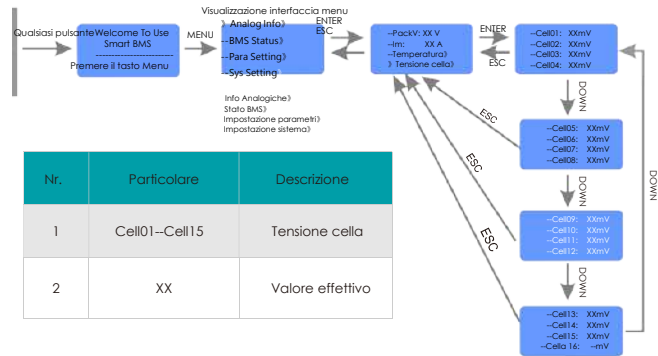 Visualizzazione interfaccia menu
Qualsiasi pulsante
Welcome To Use
Smart BMS
------------------------
Premere il tasto Menu
MENU
》 Analog Info》
--BMS Status》
--Para Setting》
--Sys Setting
ENTER
ESC
--PackV: XX V
--Im: XX A
--Temperatura》
》 Tensione cella》
ENTER
ESC
--Cell01: XXmV
--Cell02: XXmV
--Cell03: XXmV
--Cell04: XXmV
Info Analogiche》
Stato BMS》
Impostazione parametri》
Impostazione sistema》
DOWN
ESC
--Cell05: XXmV
--Cell06: XXmV
--Cell07: XXmV
--Cell08: XXmV
DOWN
ESC
--Cell09: XXmV
--Cell10: XXmV
--Cell11: XXmV
--Cell12: XXmV
DOWN
ESC
--Cell13: XXmV
--Cell14: XXmV
--Cell15: XXmV
--Cella 16: --mV
DOWN
Nr. Particolare Descrizione
1 Cell01--Cell15 Tensione cella
2 XX Valore effettivo